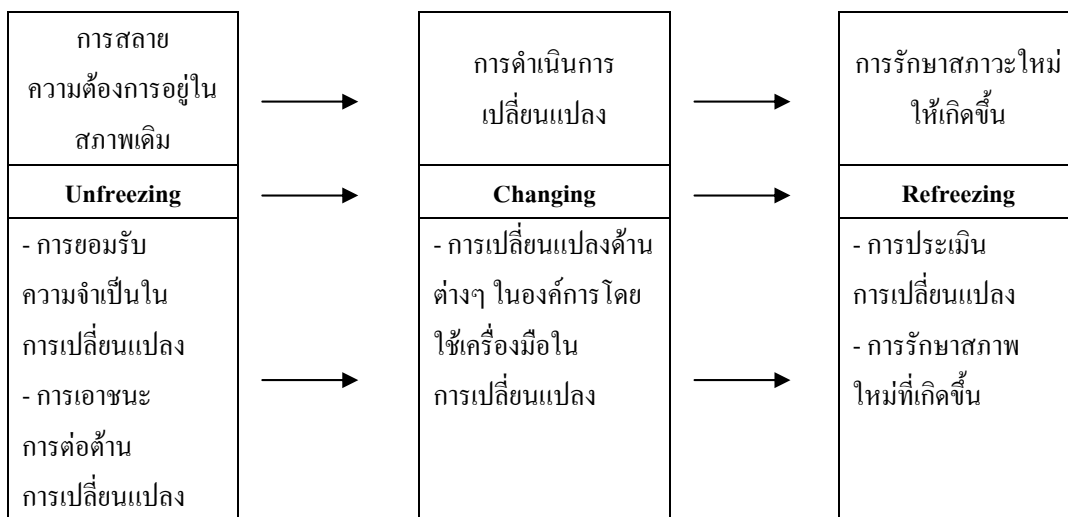 การสลาย
ความต้องการอยู่ใน
สภาพเดิม
การดำเนินการ
เปลี่ยนแปลง
การรักษาสภาวะใหม่
ให้เกิดขึ้น
Unfreezing
Changing
Refreezing
- การยอมรับ
ความจำเป็นใน
การเปลี่ยนแปลง
- การเอาชนะ
การต่อต้าน
การเปลี่ยนแปลง
- การเปลี่ยนแปลงด้าน
ต่างๆ ในองค์การโดย
ใช้เครื่องมือใน
การเปลี่ยนแปลง
- การประเมิน
การเปลี่ยนแปลง
- การรักษาสภาพ
ใหม่ที่เกิดขึ้น